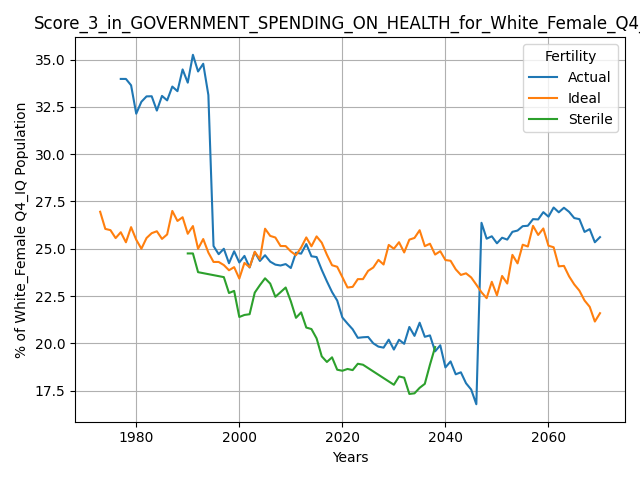 Score_3_in_GOVERNMENT_SPENDING_ON_HEALTH_for_White_Female_Q4_
Fertility
Actual
Ideal
Sterile
% of White_Female Q4_IQ Population
35.0
32.5
30.0
27.5
25.0
22.5
20.0
17.5
1980
2000
2020
2040
2060
Years